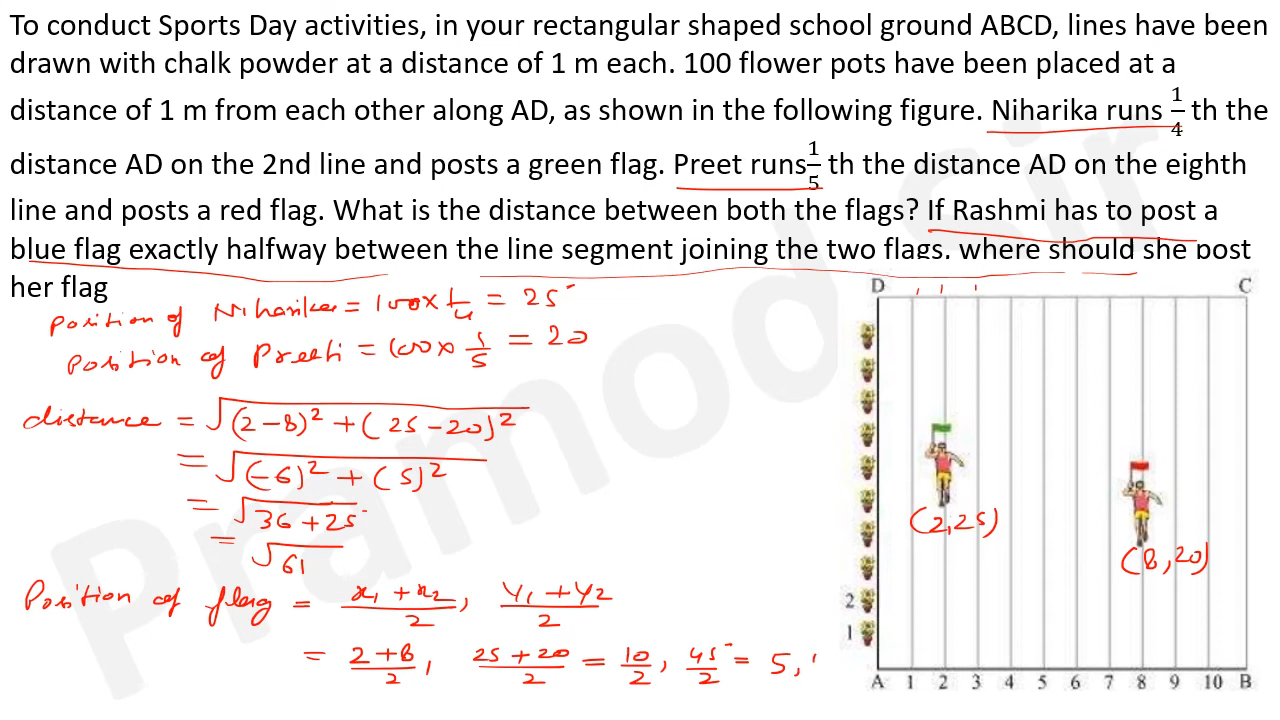 To conduct Sports Day activities, in your rectangular shaped school ground ABCD, lines have been
drawn with chalk powder at a distance of 1 m each. 100 flower pots have been placed at a
distance of 1 m from each other along AD, as shown in the following figure. Niharika runs 1/4 th the
distance AD on the 2nd line and posts a green flag. Preet runs 1/5 th the distance AD on the eighth
line and posts a red flag. What is the distance between both the flags? If Rashmi has to post a
blue flag exactly halfway between the line segment joining the two flags, where should she post
her flag
Position of Niharika = 100 x 1/4 = 25
Position of Preeti = 100 x 1/5 = 20
distance = √(2-8)² + (25-20)²
= √(-6)² + (5)²
= √36+25
= √61
Position of flag = x₁ + x₂/2, Y₁ + Y₂/2
= 2+8/2, 25+20/2 = 10/2, 45/2 = 5,
D C
(2,25)
(8,20)
2
1
A 1 2 3 4 5 6 7 8 9 10 B
Pramod sir